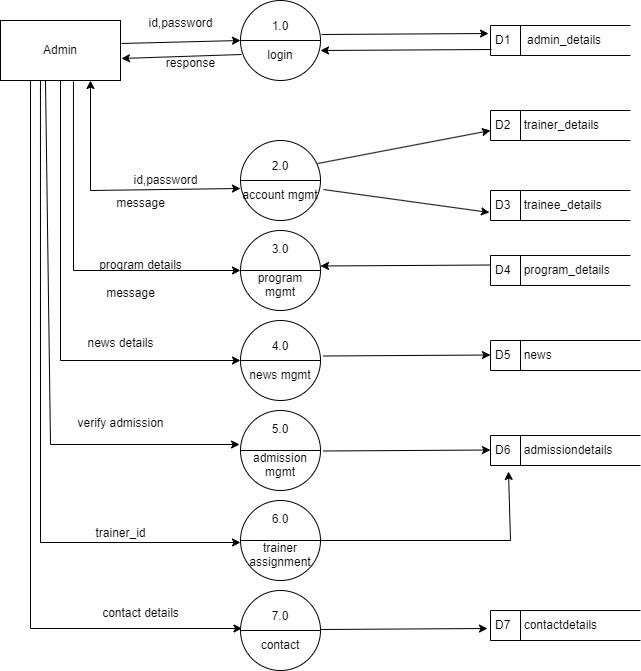 id,password
1.0
D1 admin_details
Admin
login
response
D2 trainer_details
2.0
id,password
account mgmt
message
D3 trainee_details
3.0
program details
D4 program_details
program
mgmt
message
4.0
news details
D5 news
news mgmt
verify admission
5.0
D6 admissiondetails
admission
mgmt
6.0
trainer_id
trainer
assignment
contact details
7.0
D7 contactdetails
contact